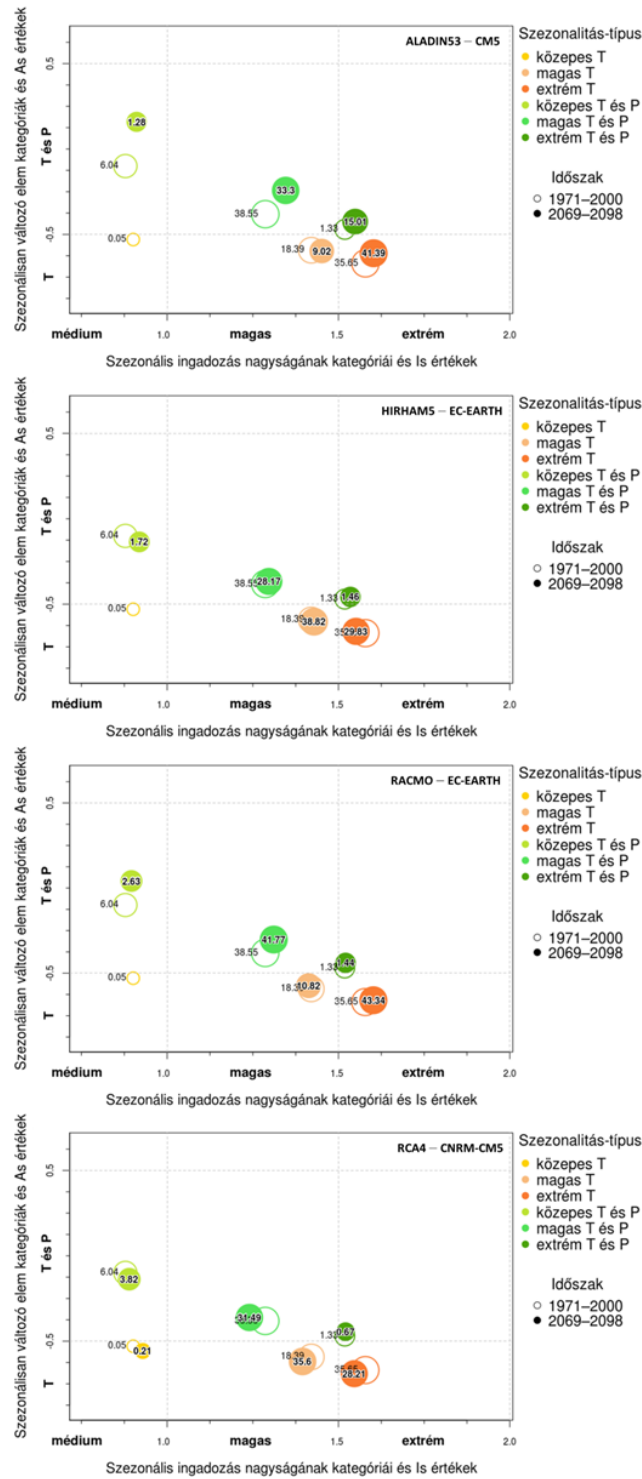 ALADIN53 – CM5
Szezonálisan változó elem kategóriák és As értékek
T és P
T
0.5
-0.5
1.28
6.04
0.05
33.3
38.55
15.01
1.33
18.39
9.02
41.39
35.65
médium
1.0
magas
1.5
extrém
2.0
Szezonális ingadozás nagyságának kategóriái és Is értékek
Szezonalitás-típus
közepes T
magas T
extrém T
közepes T és P
magas T és P
extrém T és P
Időszak
1971–2000
2069–2098
HIRHAM5 – EC-EARTH
Szezonálisan változó elem kategóriák és As értékek
T és P
T
0.5
-0.5
6.04
1.72
0.05
38.55
28.17
1.33
1.46
18.39
38.82
29.83
médium
1.0
magas
1.5
extrém
2.0
Szezonális ingadozás nagyságának kategóriái és Is értékek
Szezonalitás-típus
közepes T
magas T
extrém T
közepes T és P
magas T és P
extrém T és P
Időszak
1971–2000
2069–2098
RACMO – EC-EARTH
Szezonálisan változó elem kategóriák és As értékek
T és P
T
0.5
-0.5
2.63
6.04
0.05
41.77
38.55
1.44
1.33
18.39
10.82
35.65
43.34
médium
1.0
magas
1.5
extrém
2.0
Szezonális ingadozás nagyságának kategóriái és Is értékek
Szezonalitás-típus
közepes T
magas T
extrém T
közepes T és P
magas T és P
extrém T és P
Időszak
1971–2000
2069–2098
RCA4 – CNRM-CM5
Szezonálisan változó elem kategóriák és As értékek
T és P
T
0.5
-0.5
6.04
3.82
0.05
0.21
31.49
1.33
0.67
18.39
35.6
35.65
28.21
médium
1.0
magas
1.5
extrém
2.0
Szezonális ingadozás nagyságának kategóriái és Is értékek
Szezonalitás-típus
közepes T
magas T
extrém T
közepes T és P
magas T és P
extrém T és P
Időszak
1971–2000
2069–2098